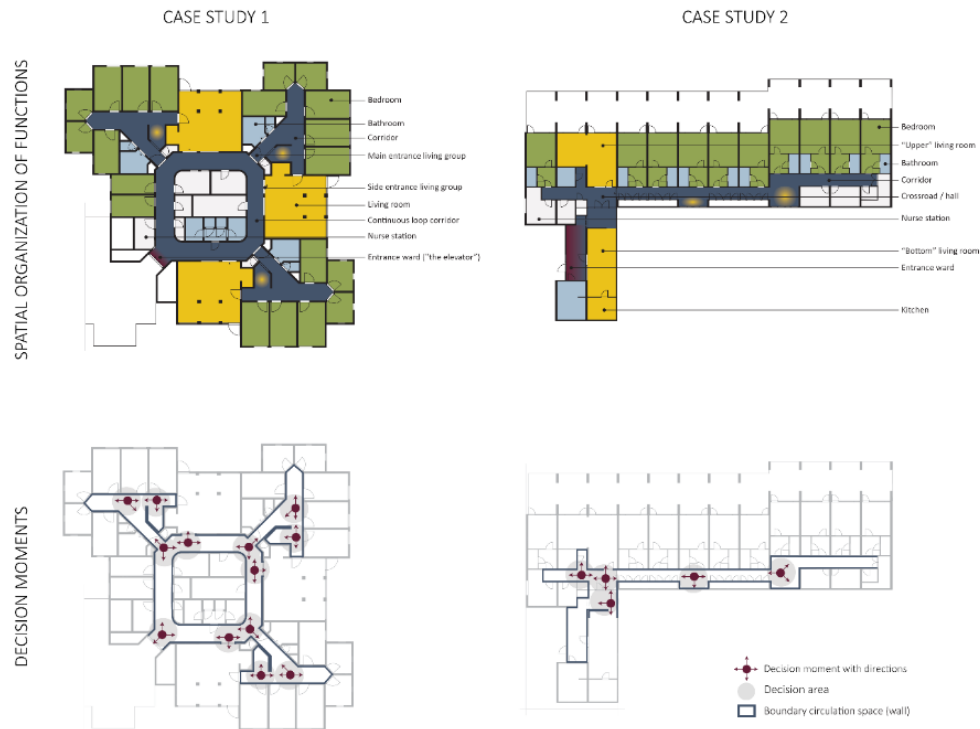 CASE STUDY 1
CASE STUDY 2
SPATIAL ORGANIZATION OF FUNCTIONS
Bedroom
Bathroom
Corridor
Main entrance living group
Side entrance living group
Living room
Continuous loop corridor
Nurse station
Entrance ward ("the elevator")
Bedroom
"Upper" living room
Bathroom
Corridor
Crossroad / hall
Nurse station
"Bottom" living room
Entrance ward
Kitchen
DECISION MOMENTS
Decision moment with directions
Decision area
Boundary circulation space (wall)